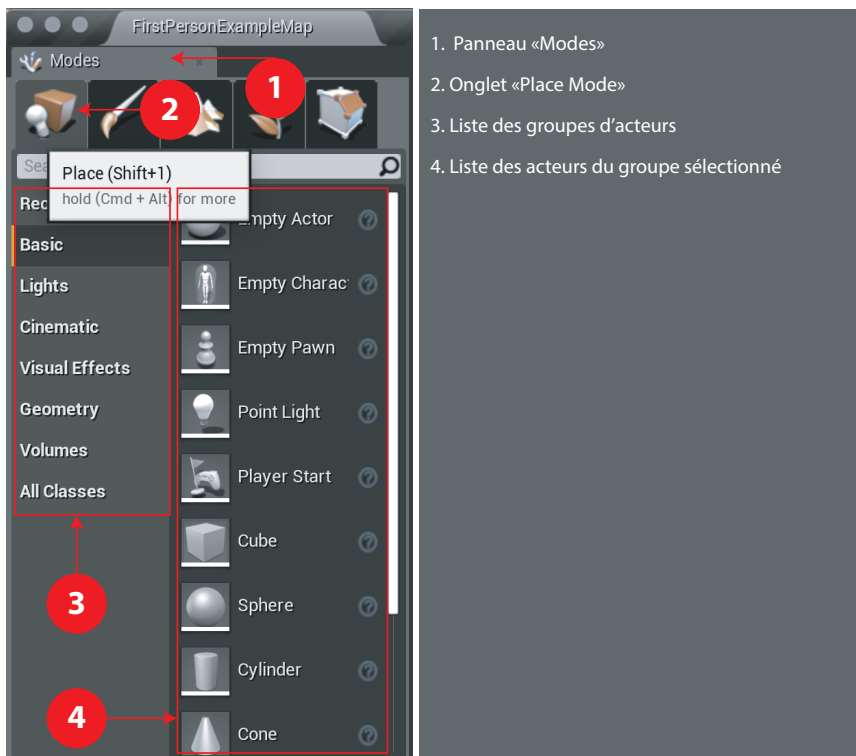 FirstPersonExampleMap
Modes
1
2
Sea
Place (Shift+1)
hold (Cmd + Alt) for more
Rec
Basic
Lights
Cinematic
Visual Effects
Geometry
Volumes
All Classes
3
4
Empty Actor
Empty Charac
Empty Pawn
Point Light
Player Start
Cube
Sphere
Cylinder
Cone
1. Panneau «Modes»
2. Onglet «Place Mode»
3. Liste des groupes d’acteurs
4. Liste des acteurs du groupe sélectionné